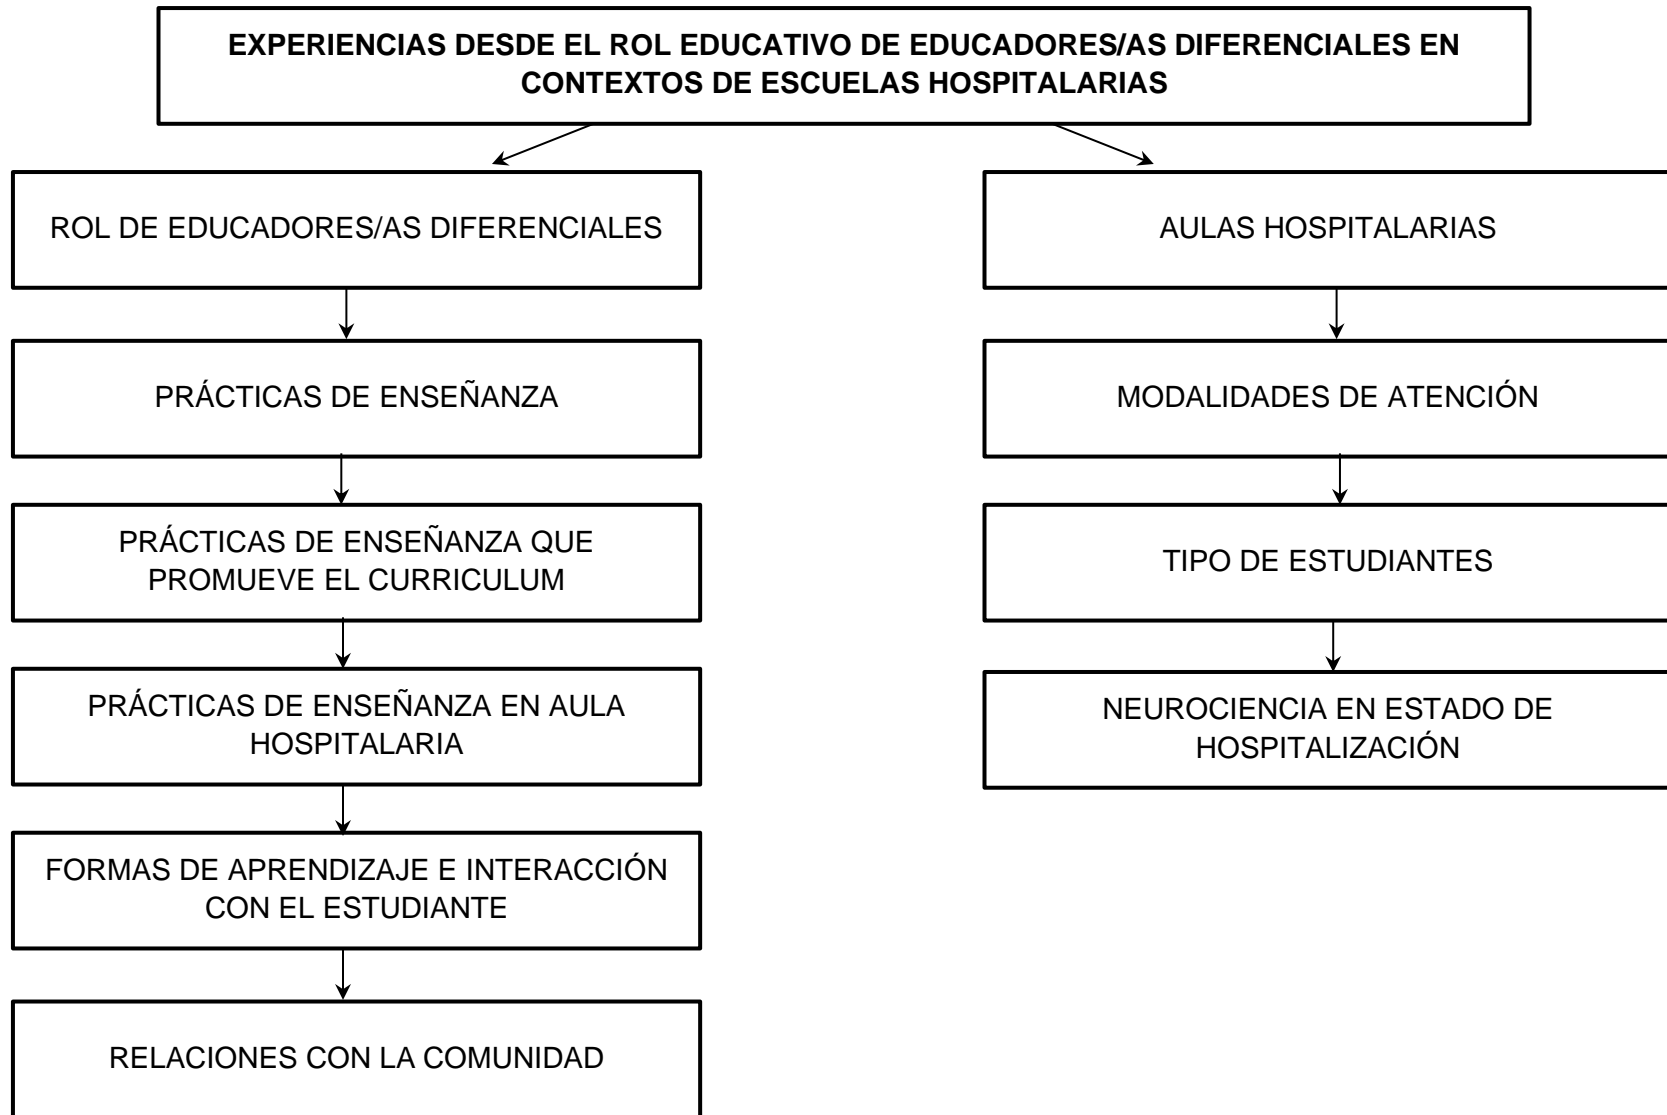 EXPERIENCIAS DESDE EL ROL EDUCATIVO DE EDUCADORES/AS DIFERENCIALES EN
CONTEXTOS DE ESCUELAS HOSPITALARIAS
ROL DE EDUCADORES/AS DIFERENCIALES
PRÁCTICAS DE ENSEÑANZA
PRÁCTICAS DE ENSEÑANZA QUE
PROMUEVE EL CURRICULUM
PRÁCTICAS DE ENSEÑANZA EN AULA
HOSPITALARIA
FORMAS DE APRENDIZAJE E INTERACCIÓN
CON EL ESTUDIANTE
RELACIONES CON LA COMUNIDAD
AULAS HOSPITALARIAS
MODALIDADES DE ATENCIÓN
TIPO DE ESTUDIANTES
NEUROCIENCIA EN ESTADO DE
HOSPITALIZACIÓN